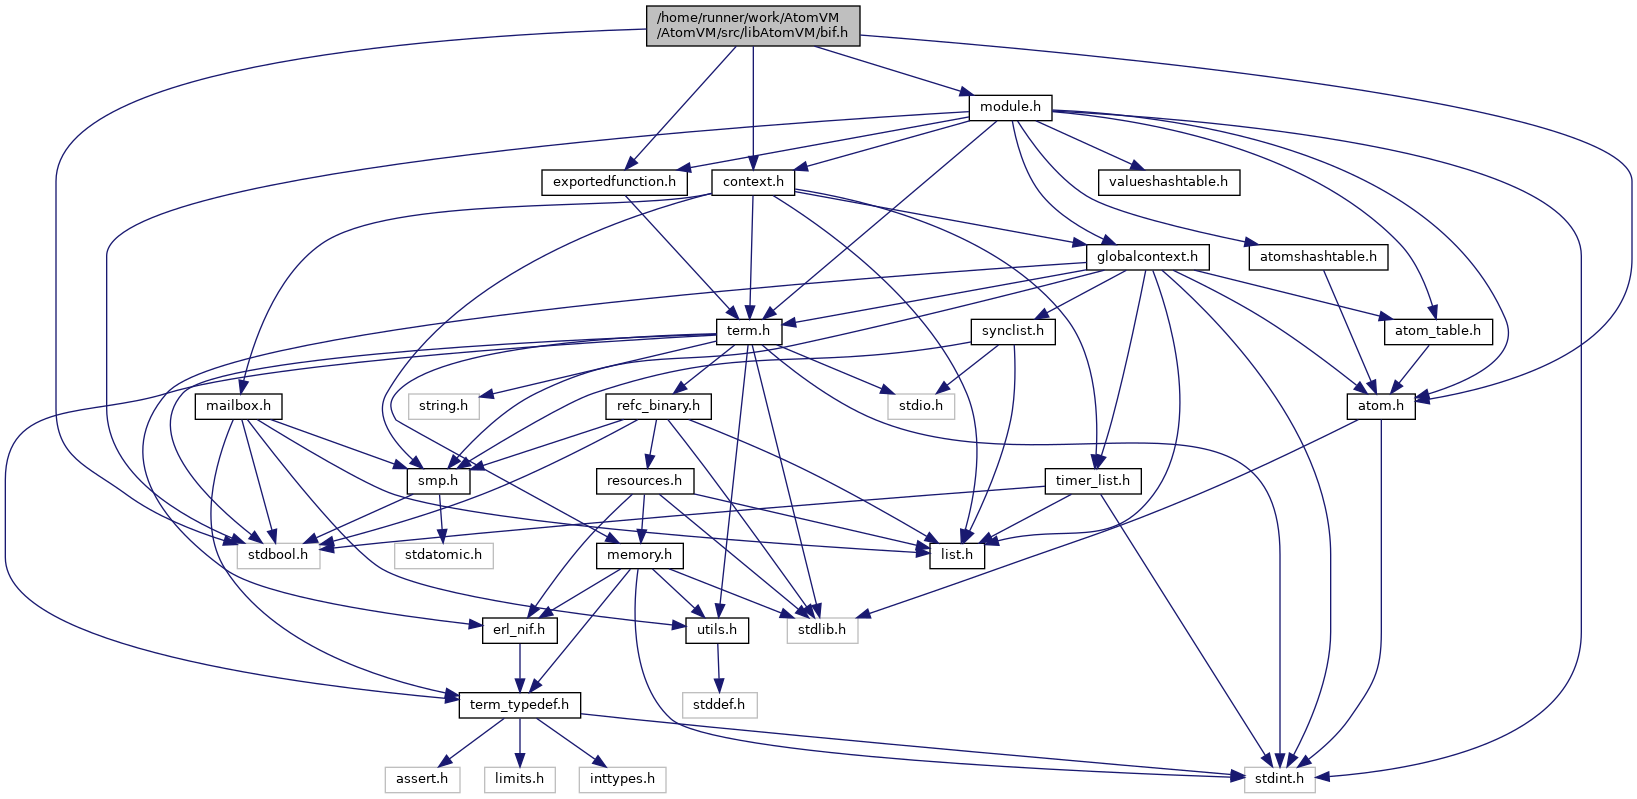 /home/runner/work/AtomVM
/AtomVM/src/libAtomVM/bif.h
module.h
exportedfunction.h
context.h
valueshashtable.h
globalcontext.h
atomshashtable.h
term.h
synclist.h
atom_table.h
mailbox.h
string.h
refc_binary.h
stdio.h
atom.h
smp.h
resources.h
timer_list.h
stdbool.h
stdatomic.h
memory.h
list.h
erl_nif.h
utils.h
stdlib.h
term_typedef.h
stddef.h
assert.h
limits.h
inttypes.h
stdint.h